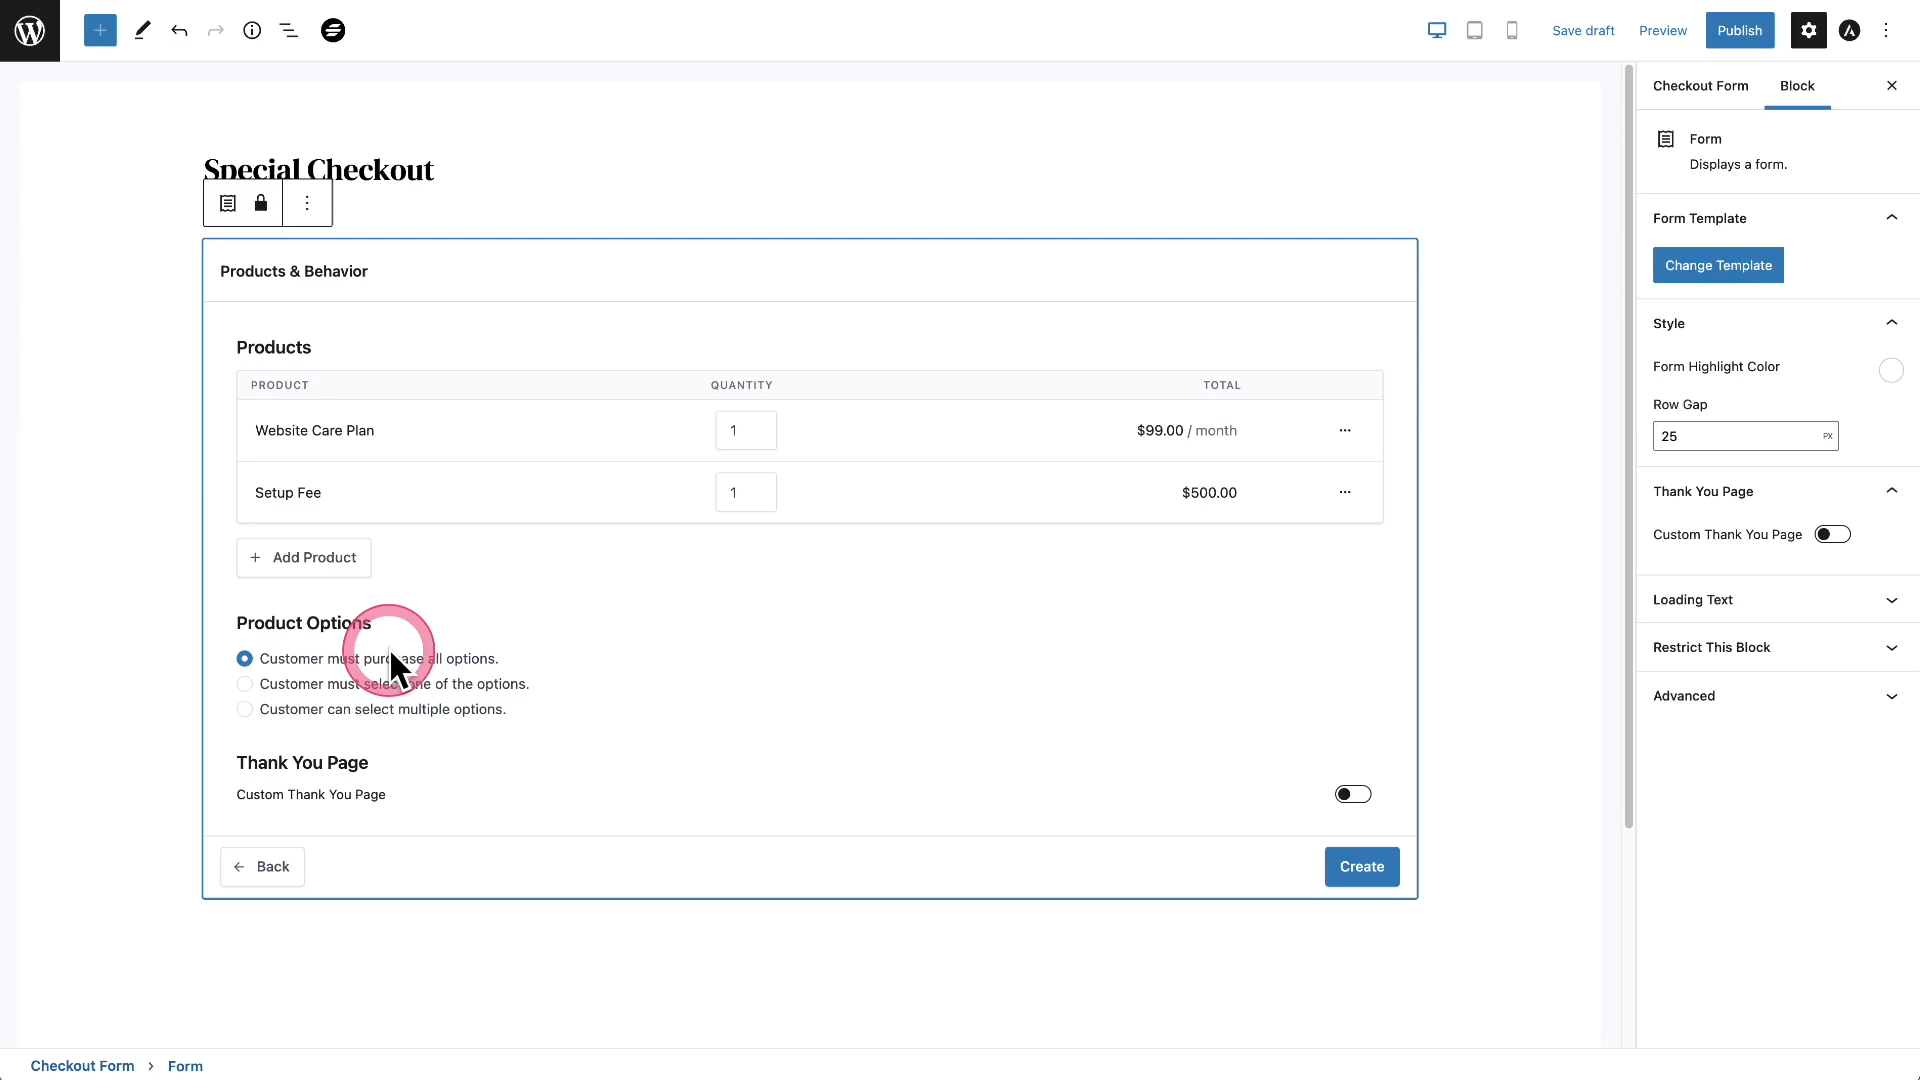 Save draft
Preview
Publish
Special Checkout
Products & Behavior
Products
PRODUCT QUANTITY TOTAL
Website Care Plan 1 $99.00 / month
Setup Fee 1 $500.00
+ Add Product
Product Options
Customer must purchase all options.
Customer must select one of the options.
Customer can select multiple options.
Thank You Page
Custom Thank You Page
Back
Create
Checkout Form
Block
Form
Displays a form.
Form Template
Change Template
Style
Form Highlight Color
Row Gap
25 PX
Thank You Page
Custom Thank You Page
Loading Text
Restrict This Block
Advanced
Checkout Form > Form